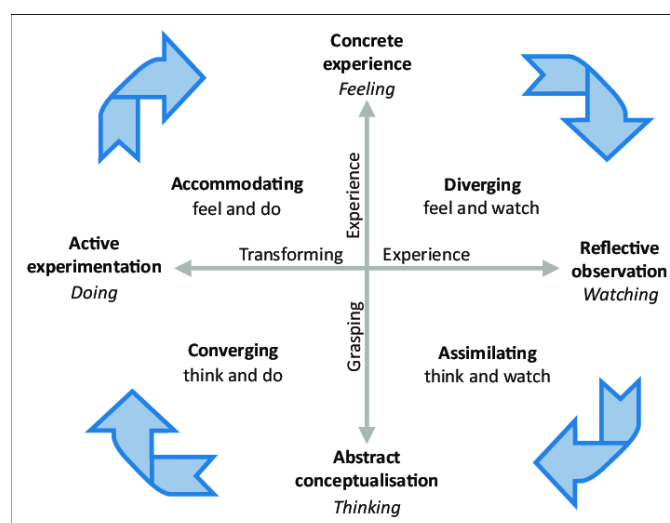 Concrete
experience
Feeling
Accommodating
feel and do
Experience
Diverging
feel and watch
Active
experimentation
Doing
Transforming
Experience
Reflective
observation
Watching
Converging
think and do
Grasping
Assimilating
think and watch
Abstract
conceptualisation
Thinking